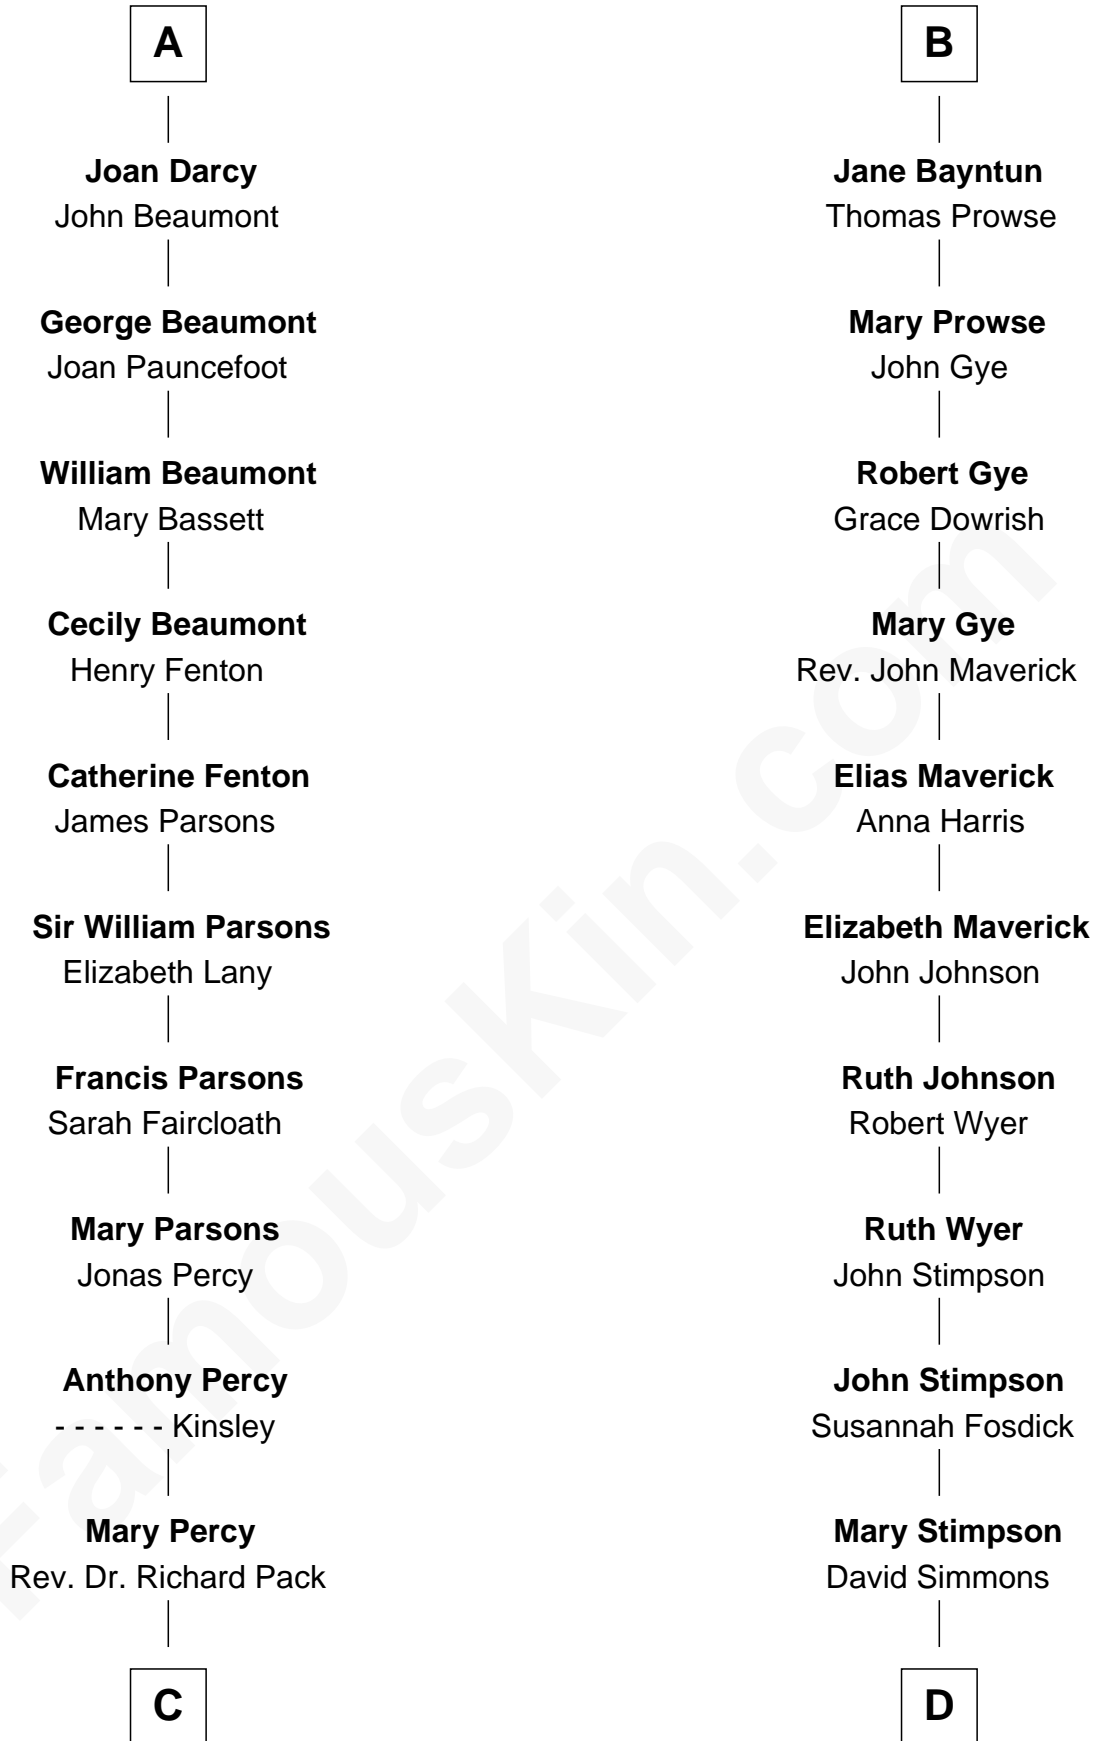 A
Joan Darcy
John Beaumont
George Beaumont
Joan Pauncefoot
William Beaumont
Mary Bassett
Cecily Beaumont
Henry Fenton
Catherine Fenton
James Parsons
Sir William Parsons
Elizabeth Lany
Francis Parsons
Sarah Faircloath
Mary Parsons
Jonas Percy
Anthony Percy
- - - - - - Kinsley
Mary Percy
Rev. Dr. Richard Pack
C
B
Jane Bayntun
Thomas Prowse
Mary Prowse
John Gye
Robert Gye
Grace Dowrish
Mary Gye
Rev. John Maverick
Elias Maverick
Anna Harris
Elizabeth Maverick
John Johnson
Ruth Johnson
Robert Wyer
Ruth Wyer
John Stimpson
John Stimpson
Susannah Fosdick
Mary Stimpson
David Simmons
D
FamousKin.com